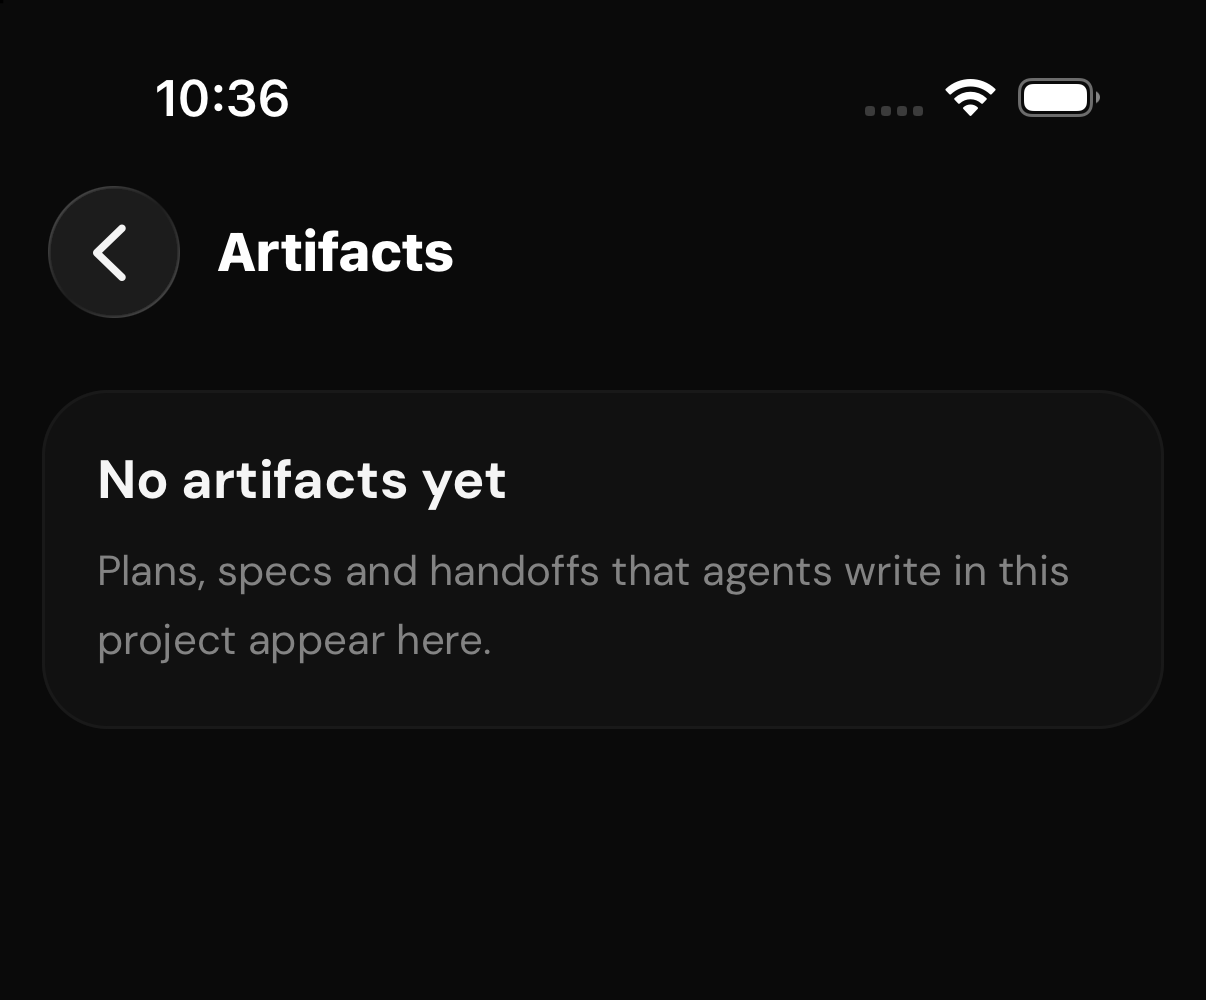 10:36
Artifacts
No artifacts yet
Plans, specs and handoffs that agents write in this
project appear here.